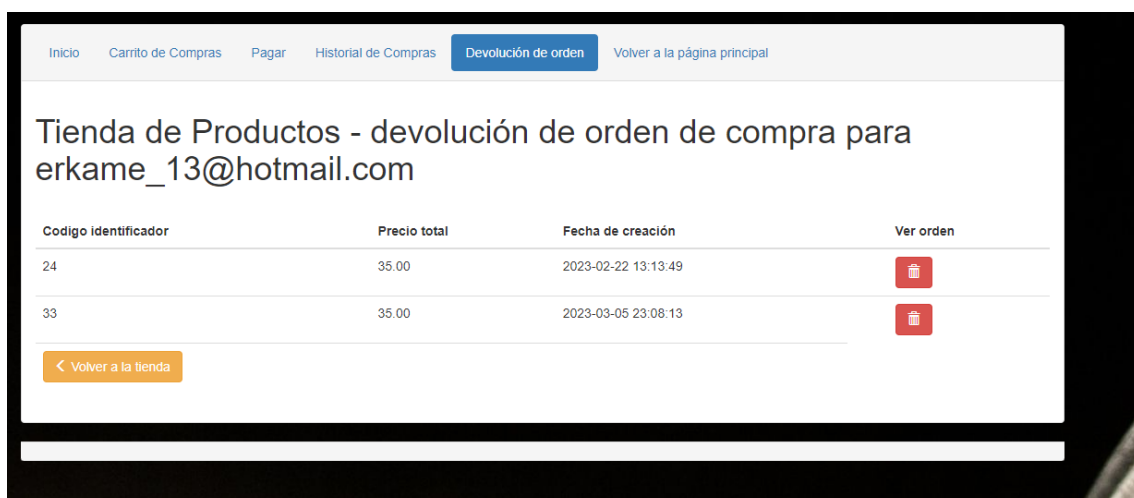 Inicio Carrito de Compras Pagar Historial de Compras Devolución de orden Volver a la página principal
Tienda de Productos - devolución de orden de compra para
erkame_13@hotmail.com
Codigo identificador Precio total Fecha de creación Ver orden
24 35.00 2023-02-22 13:13:49
33 35.00 2023-03-05 23:08:13
Volver a la tienda